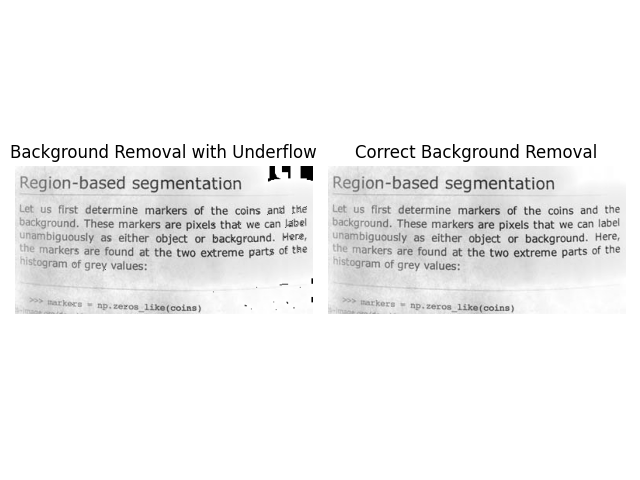 Background Removal with Underflow
Region-based segmentation
Let us first determine markers of the coins and the
background. These markers are pixels that we can label
unambiguously as either object or background. Here,
the markers are found at the two extreme parts of the
histogram of grey values:
>>> markers = np.zeros_like(coins)
Correct Background Removal
Region-based segmentation
Let us first determine markers of the coins and the
background. These markers are pixels that we can label
unambiguously as either object or background. Here,
the markers are found at the two extreme parts of the
histogram of grey values:
>>> markers = np.zeros_like(coins)